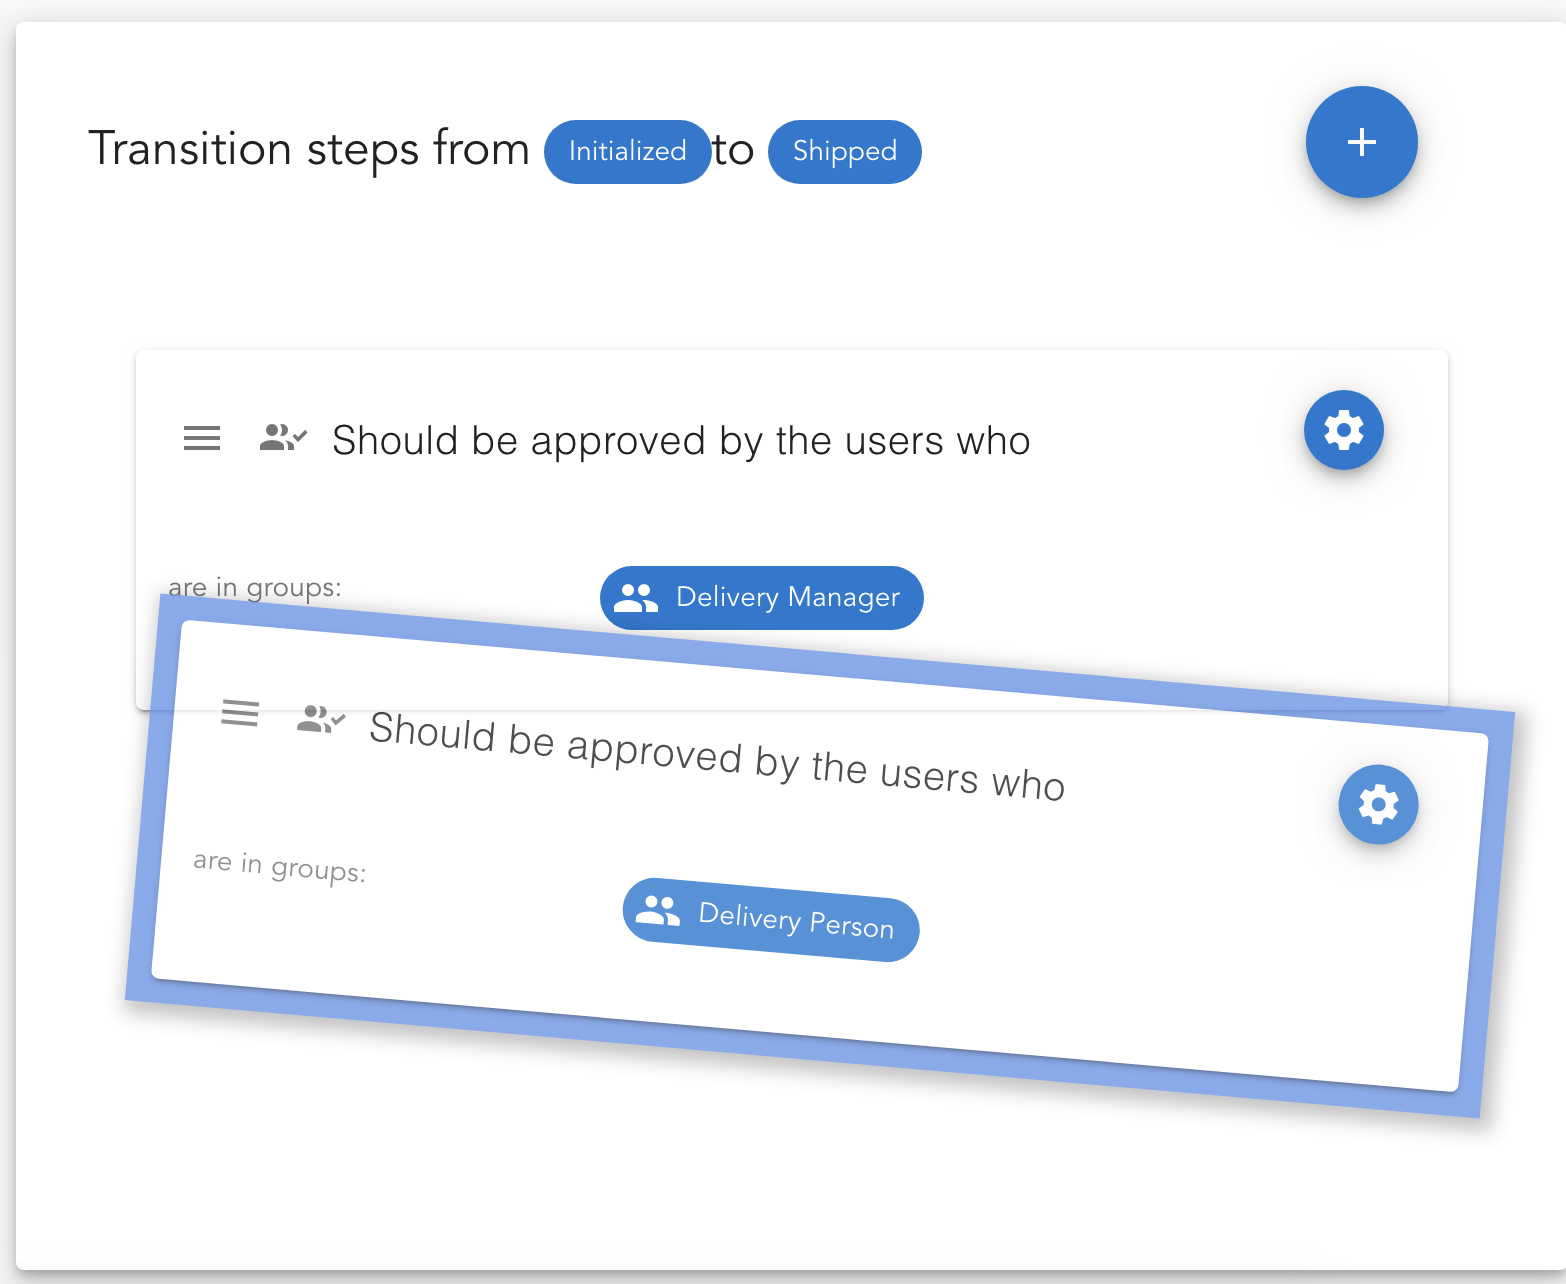 Transition steps from Initialized to Shipped
Should be approved by the users who
are in groups: Delivery Manager
Should be approved by the users who
are in groups: Delivery Person